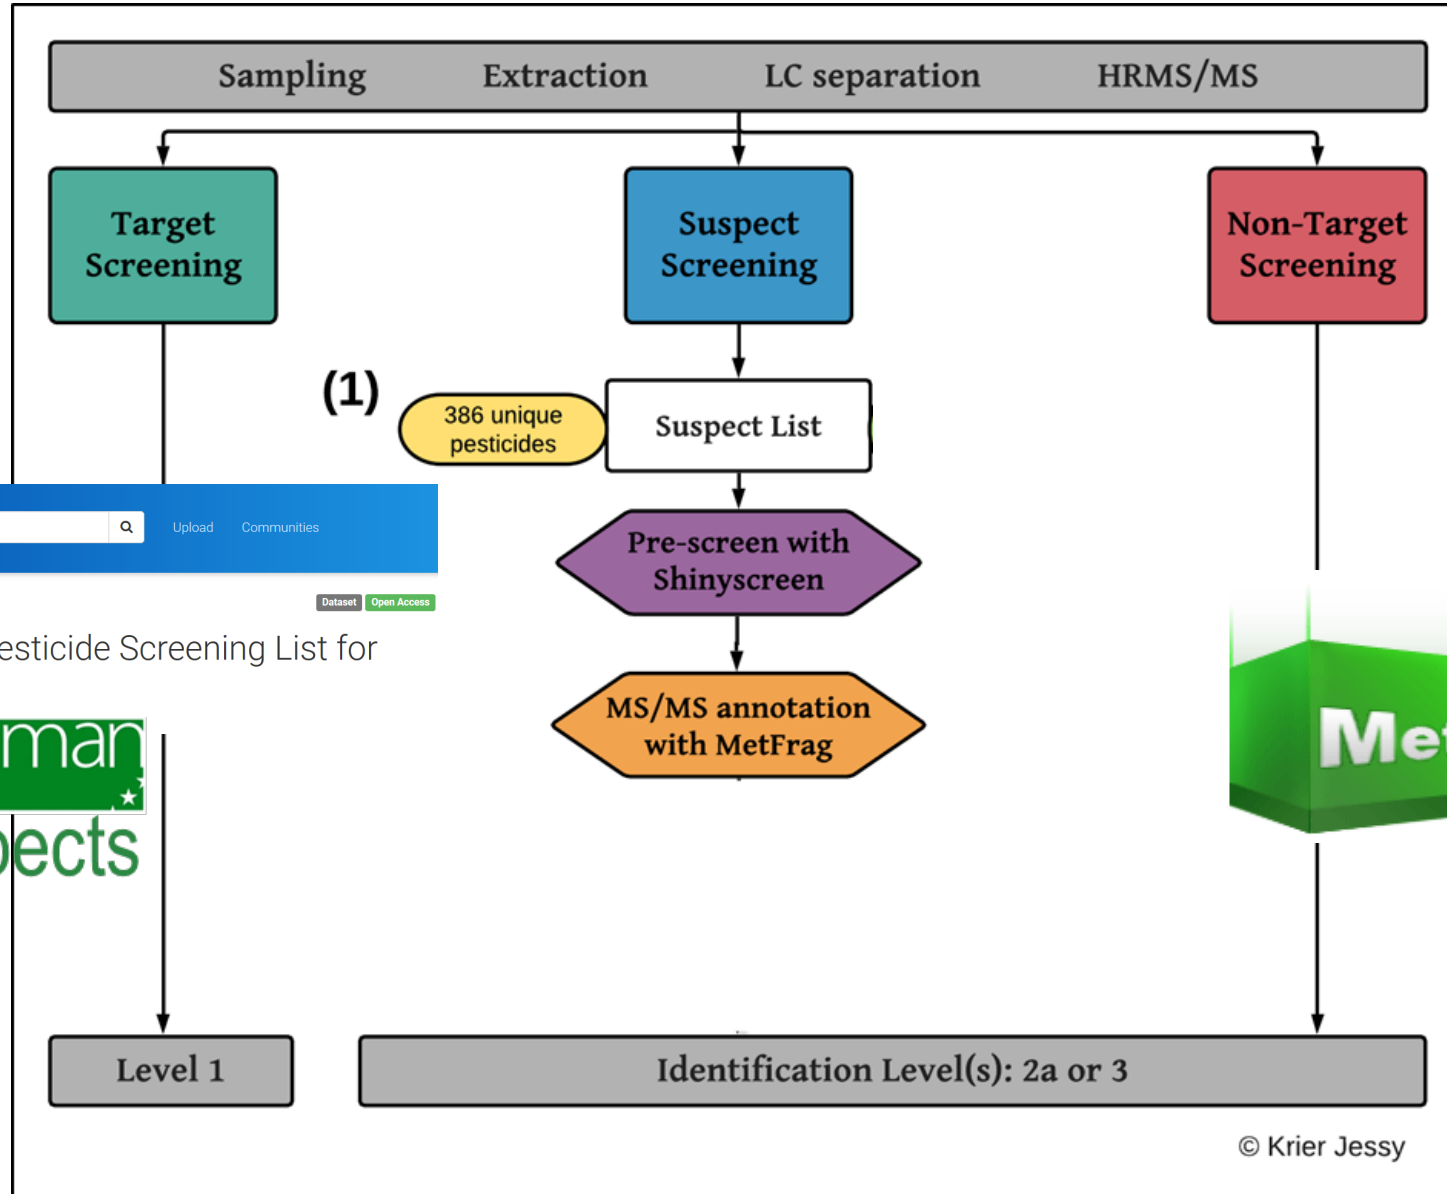 Sampling Extraction LC separation HRMS/MS
Target
Screening
Suspect
Screening
Non-Target
Screening
(1)
386 unique
pesticides
Suspect List
Upload Communities
Pre-screen with
Shinyscreen
Dataset Open Access
esticide Screening List for
MS/MS annotation
with MetFrag
man
pects
Met
Level 1
Identification Level(s): 2a or 3
© Krier Jessy